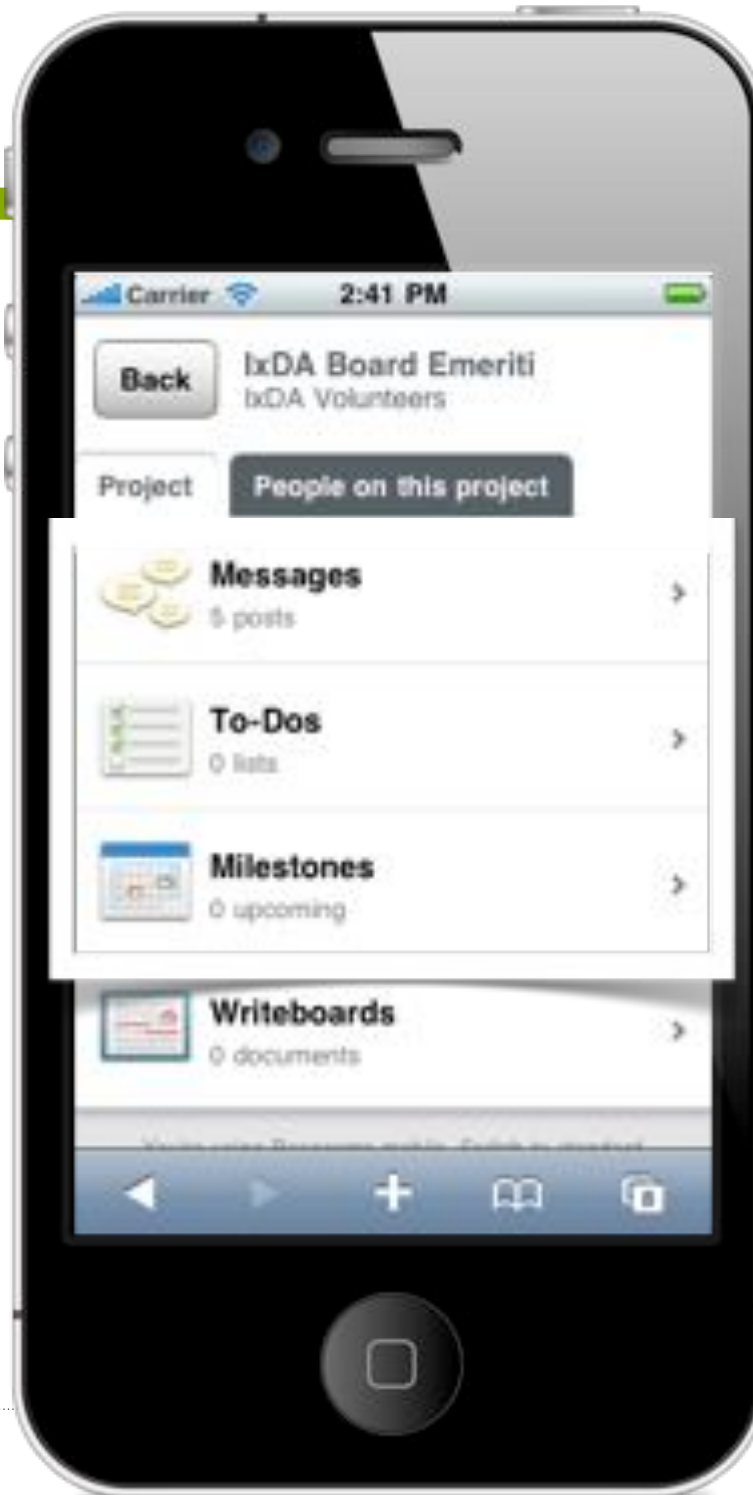 Carrier 2:41 PM
Back
IxDA Board Emeriti
IxDA Volunteers
Project People on this project
Messages
5 posts
To-Dos
0 lists
Milestones
0 upcoming
Writeboards
0 documents